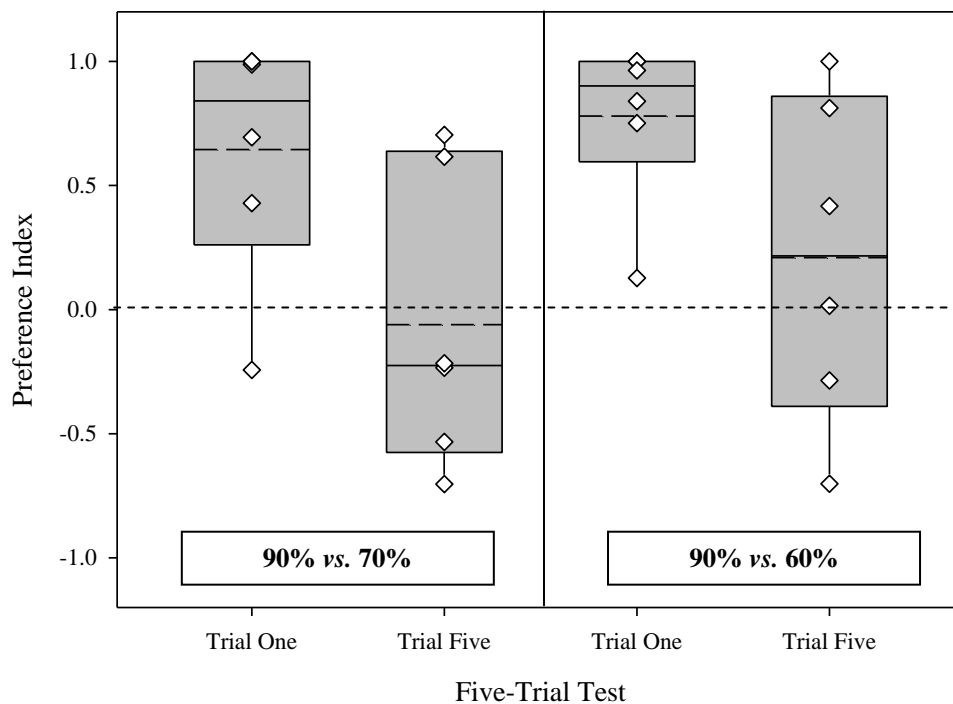 Preference Index
1.0
0.5
0.0
-0.5
-1.0
90% vs. 70%
90% vs. 60%
Trial One
Trial Five
Trial One
Trial Five
Five-Trial Test